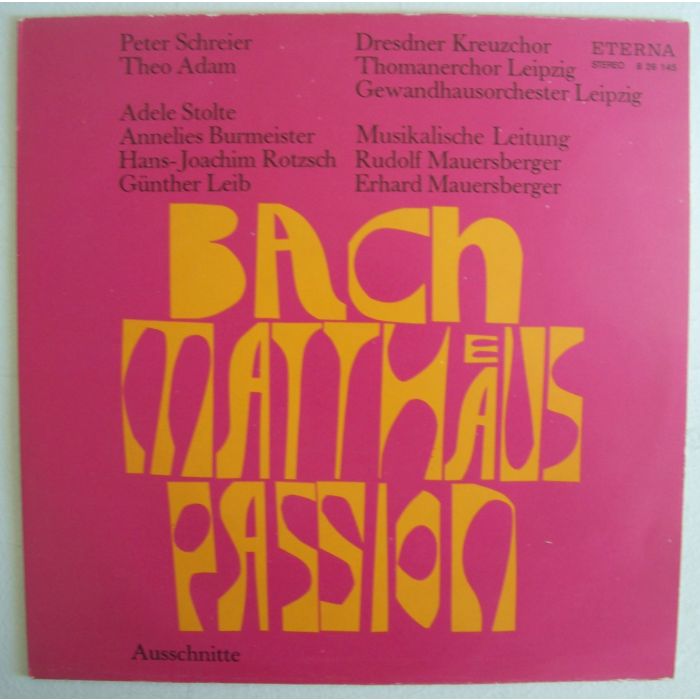 Peter Schreier
Theo Adam
Adele Stolte
Annelies Burmeister
Hans-Joachim Rotzsch
Günther Leib
Dresdner Kreuzchor
Thomanerchor Leipzig
Gewandhausorchester Leipzig
Musikalische Leitung
Rudolf Mauersberger
Erhard Mauersberger
ETERNA
STEREO 8 26 145
BACH
MATTHAEUS
PASSION
Ausschnitte